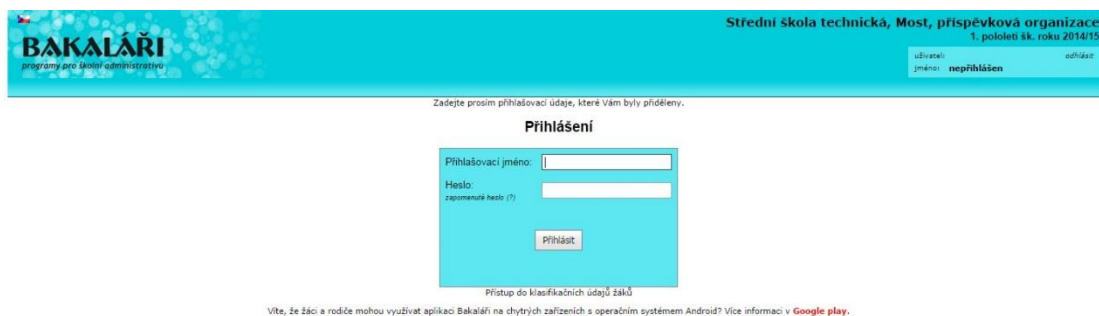 BAKALÁŘI
programy pro školní administrativu
Střední škola technická, Most, příspěvková organizace
1. pololetí šk. roku 2014/15
uživatel: odhlásit
jméno: nepřihlášen
Zadejte prosím přihlašovací údaje, které Vám byly přiděleny.
Přihlášení
Přihlašovací jméno:
Heslo:
zapomenuté heslo (?)
Přihlásit
Přístup do klasifikačních údajů žáků
Víte, že žáci a rodiče mohou využívat aplikaci Bakaláři na chytrých zařízeních s operačním systémem Android? Více informací v Google play.